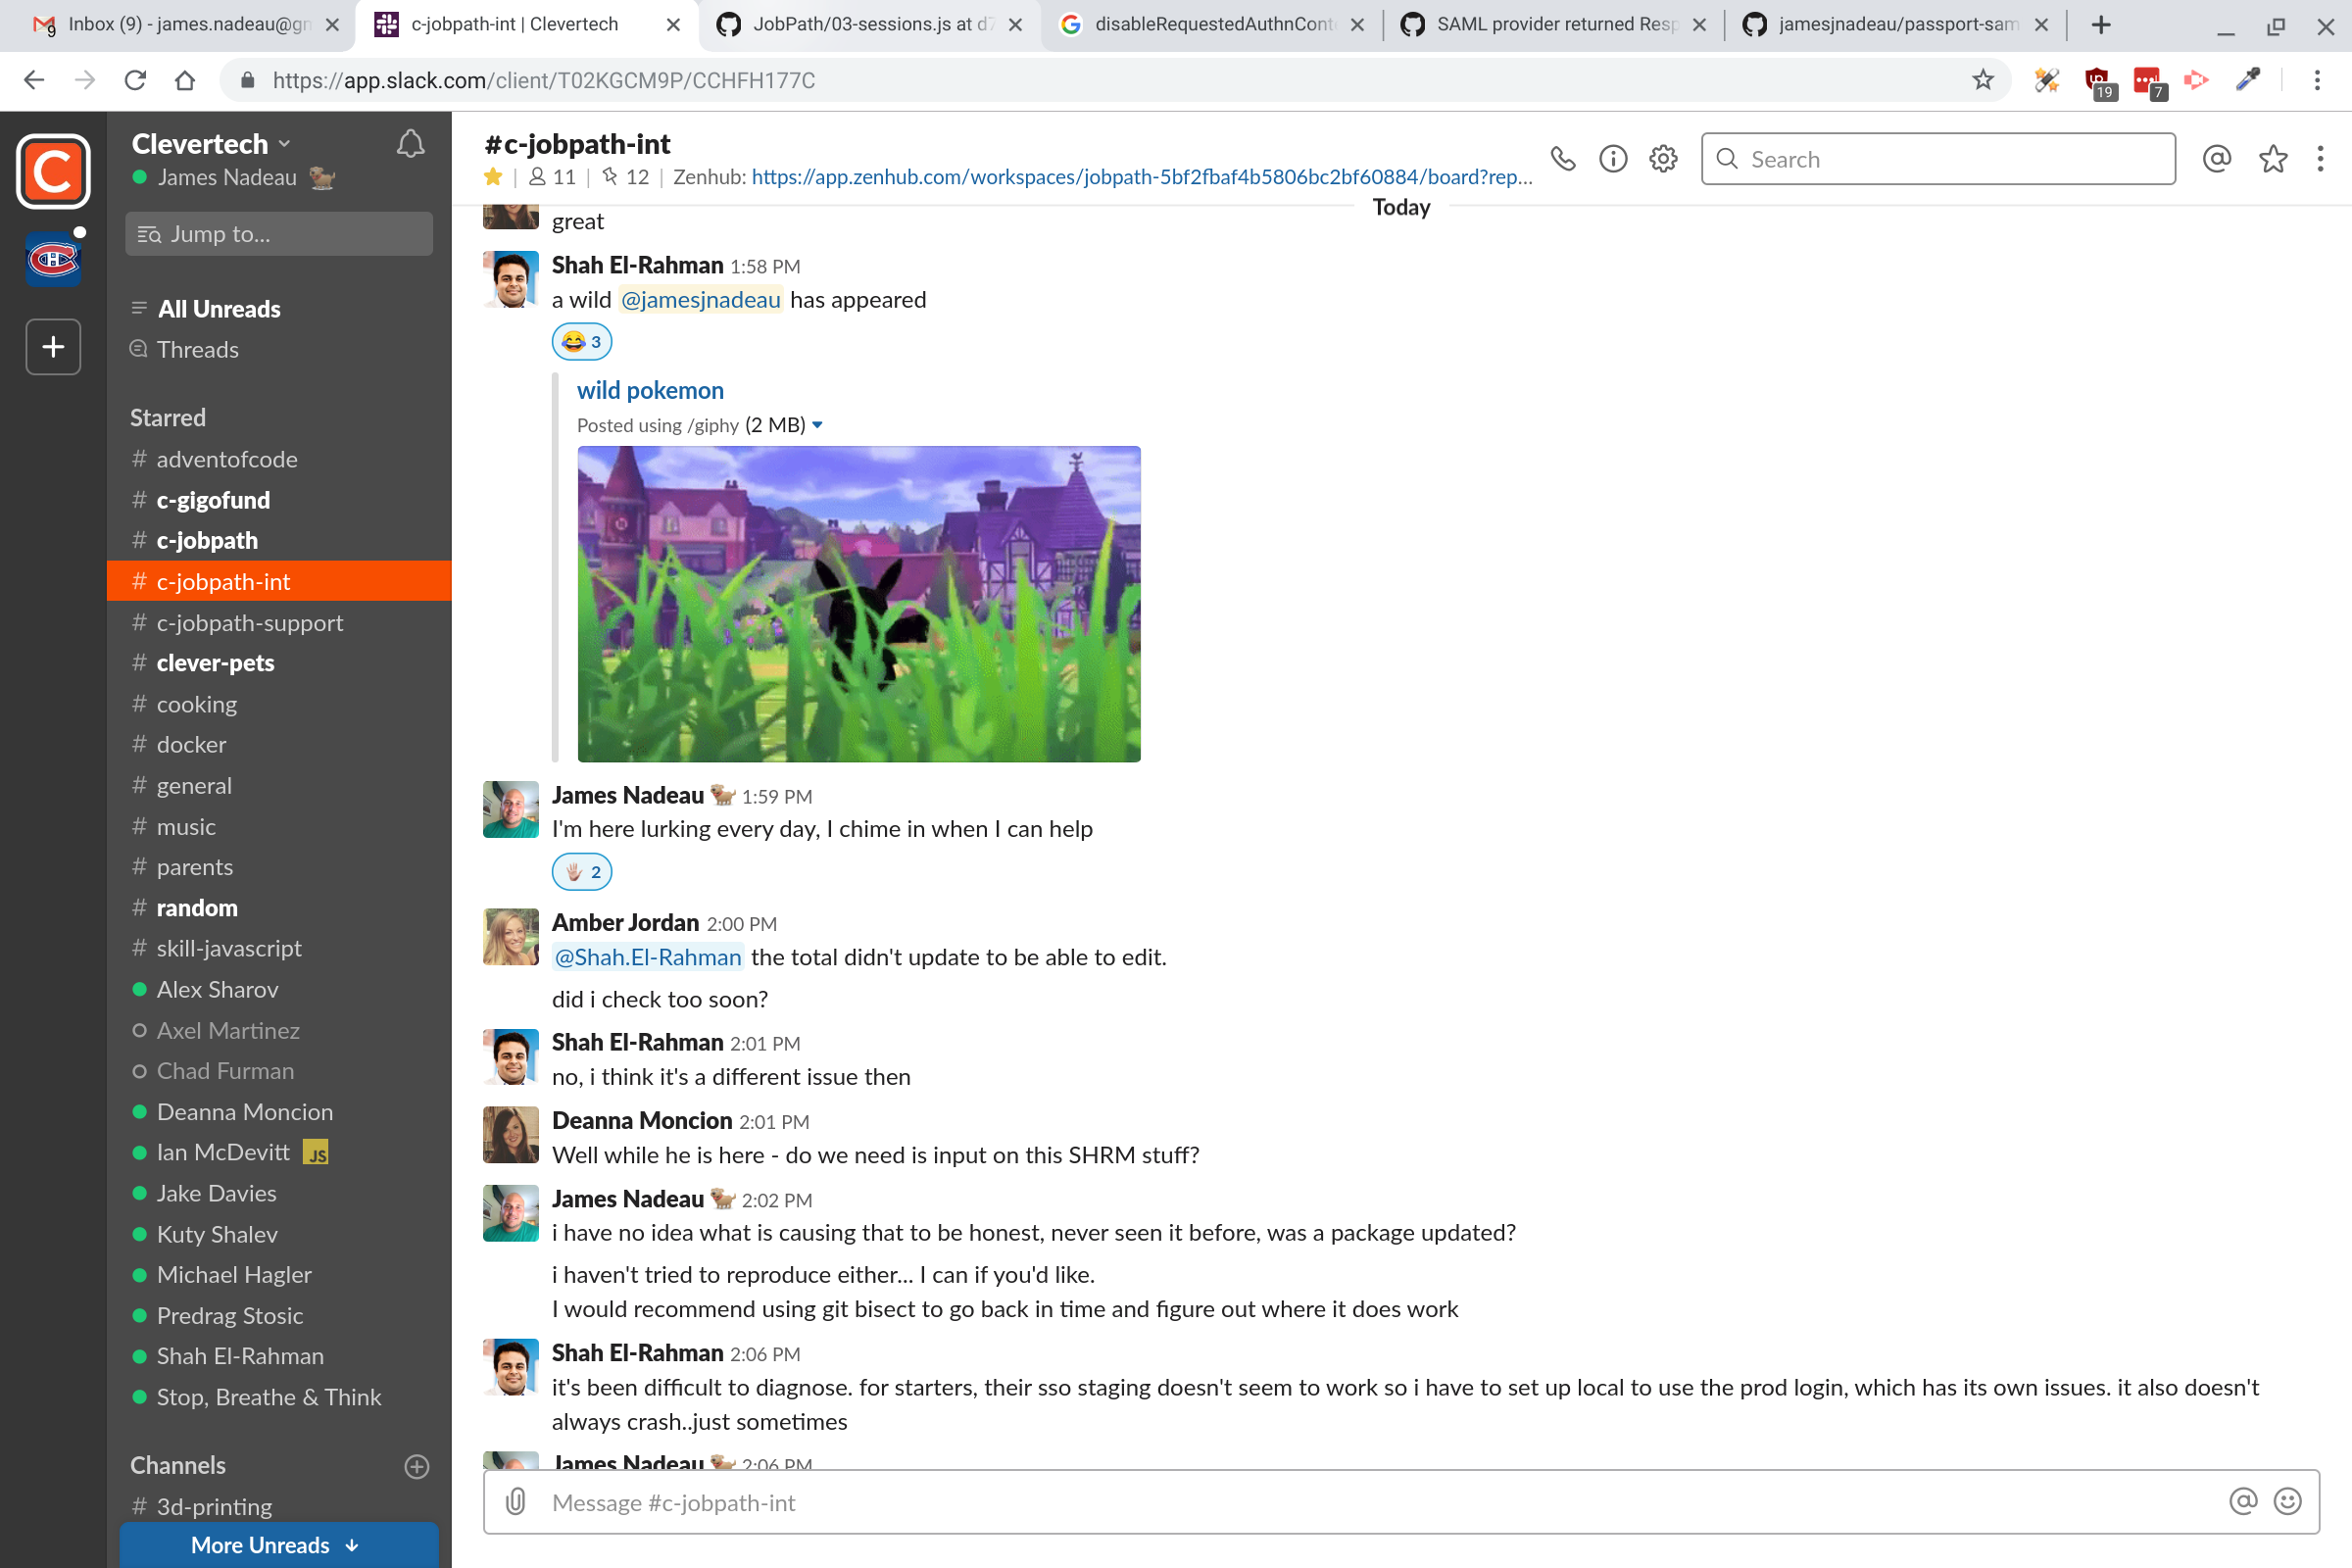 Inbox (9) - james.nadeau@gm
c-jobpath-int | Clevertech
JobPath/03-sessions.js at d7
disableRequestedAuthnConte
SAML provider returned Resp
jamesjnadeau/passport-sam
https://app.slack.com/client/T02KGCM9P/CCHFH177C
19
7
Clevertech
James Nadeau
Jump to...
All Unreads
Threads
Starred
# adventofcode
# c-gigofund
# c-jobpath
# c-jobpath-int
# c-jobpath-support
# clever-pets
# cooking
# docker
# general
# music
# parents
# random
# skill-javascript
Alex Sharov
Axel Martinez
Chad Furman
Deanna Moncion
Ian McDevitt JS
Jake Davies
Kuty Shalev
Michael Hagler
Predrag Stosic
Shah El-Rahman
Stop, Breathe & Think
Channels
# 3d-printing
More Unreads
#c-jobpath-int
11 | 12 | Zenhub: https://app.zenhub.com/workspaces/jobpath-5bf2fbaf4b5806bc2bf60884/board?rep...
Search
Today
great
Shah El-Rahman 1:58 PM
a wild @jamesjnadeau has appeared
3
wild pokemon
Posted using /giphy (2 MB)
James Nadeau 1:59 PM
I'm here lurking every day, I chime in when I can help
2
Amber Jordan 2:00 PM
@Shah.El-Rahman the total didn't update to be able to edit.
did i check too soon?
Shah El-Rahman 2:01 PM
no, i think it's a different issue then
Deanna Moncion 2:01 PM
Well while he is here - do we need is input on this SHRM stuff?
James Nadeau 2:02 PM
i have no idea what is causing that to be honest, never seen it before, was a package updated?
i haven't tried to reproduce either... I can if you'd like.
I would recommend using git bisect to go back in time and figure out where it does work
Shah El-Rahman 2:06 PM
it's been difficult to diagnose. for starters, their sso staging doesn't seem to work so i have to set up local to use the prod login, which has its own issues. it also doesn't
always crash..just sometimes
James Nadeau 2:06 PM
Message #c-jobpath-int